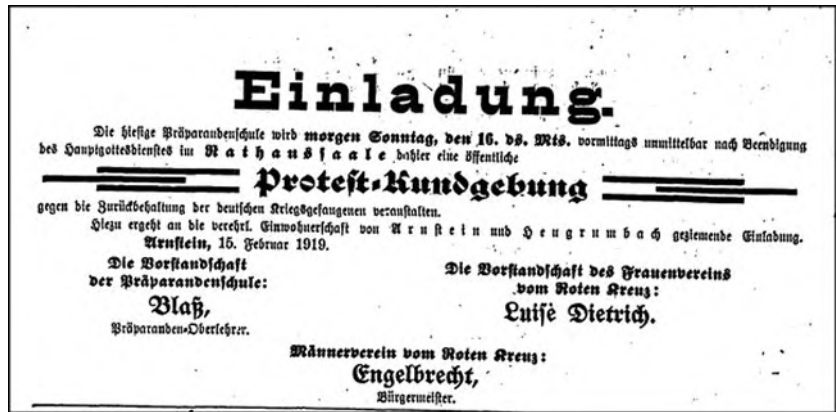 Einladung.
Die hiesige Präparandenschule wird morgen Sonntag, den 16. ds. Mts. vormittags unmittelbar nach Beendigung
des Hauptgottesdienstes im Rathaussaale dahier eine öffentliche
Protest-Kundgebung
gegen die Zurückbehaltung der deutschen Kriegsgefangenen veranstalten.
Hiezu ergeht an die verehrl. Einwohnerschaft von Arnstein und Heugrumbach geziemende Einladung.
Arnstein, 15. Februar 1919.
Die Vorstandschaft
der Präparandenschule:
Blaß,
Präparanden-Oberlehrer.
Die Vorstandschaft des Frauenvereins
vom Roten Kreuz:
Luise Dietrich.
Männerverein vom Roten Kreuz:
Engelbrecht,
Bürgermeister.